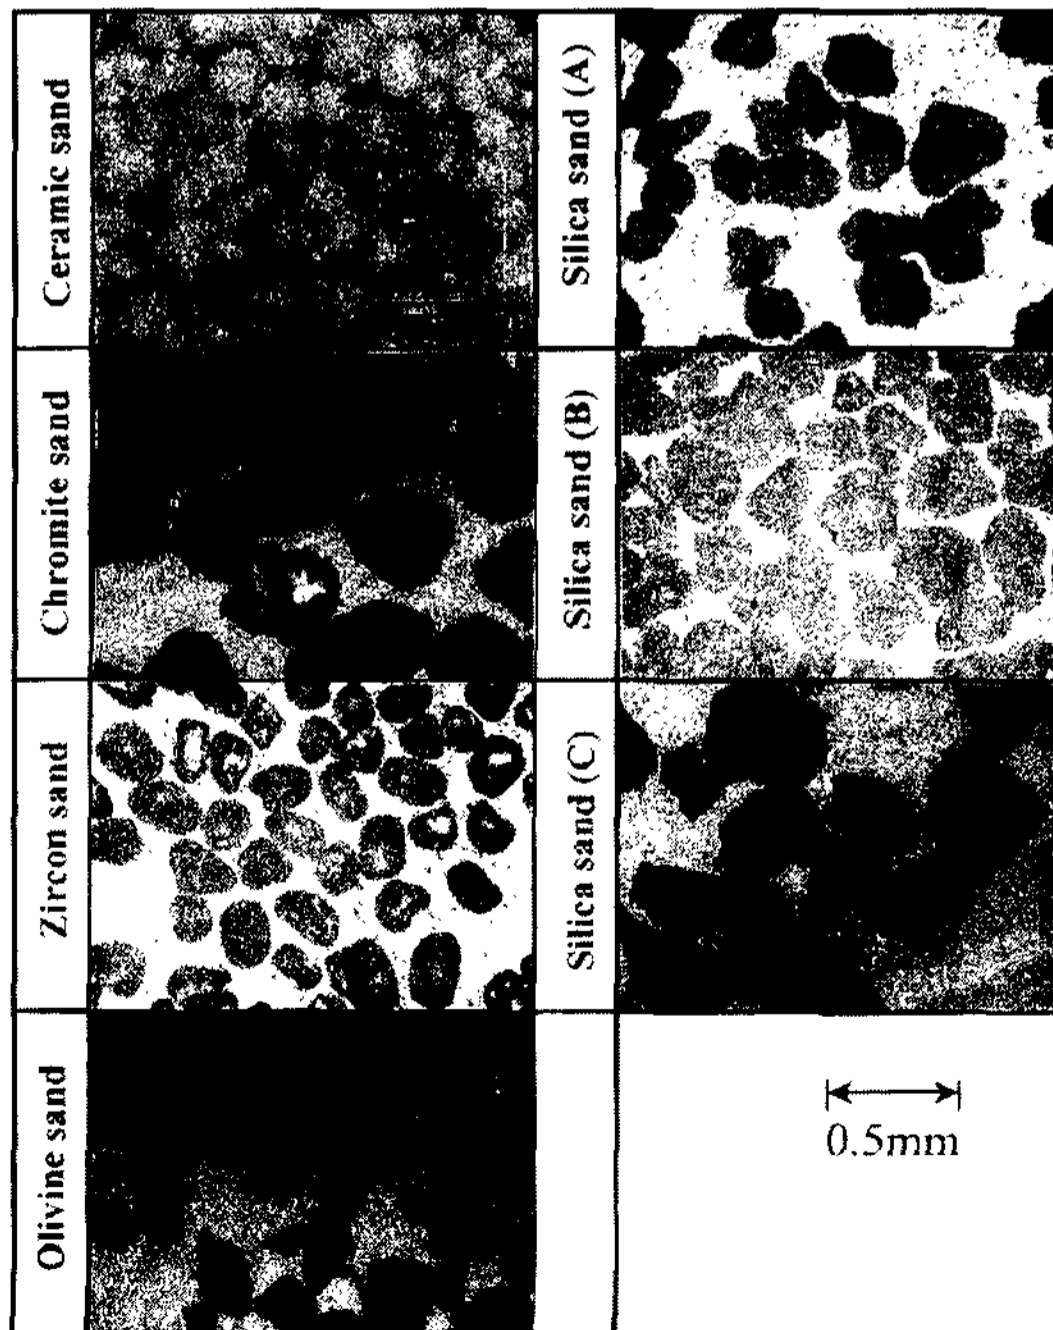 Ceramic sand
Silica sand (A)
Chromite sand
Silica sand (B)
Zircon sand
Silica sand (C)
Olivine sand
0.5mm